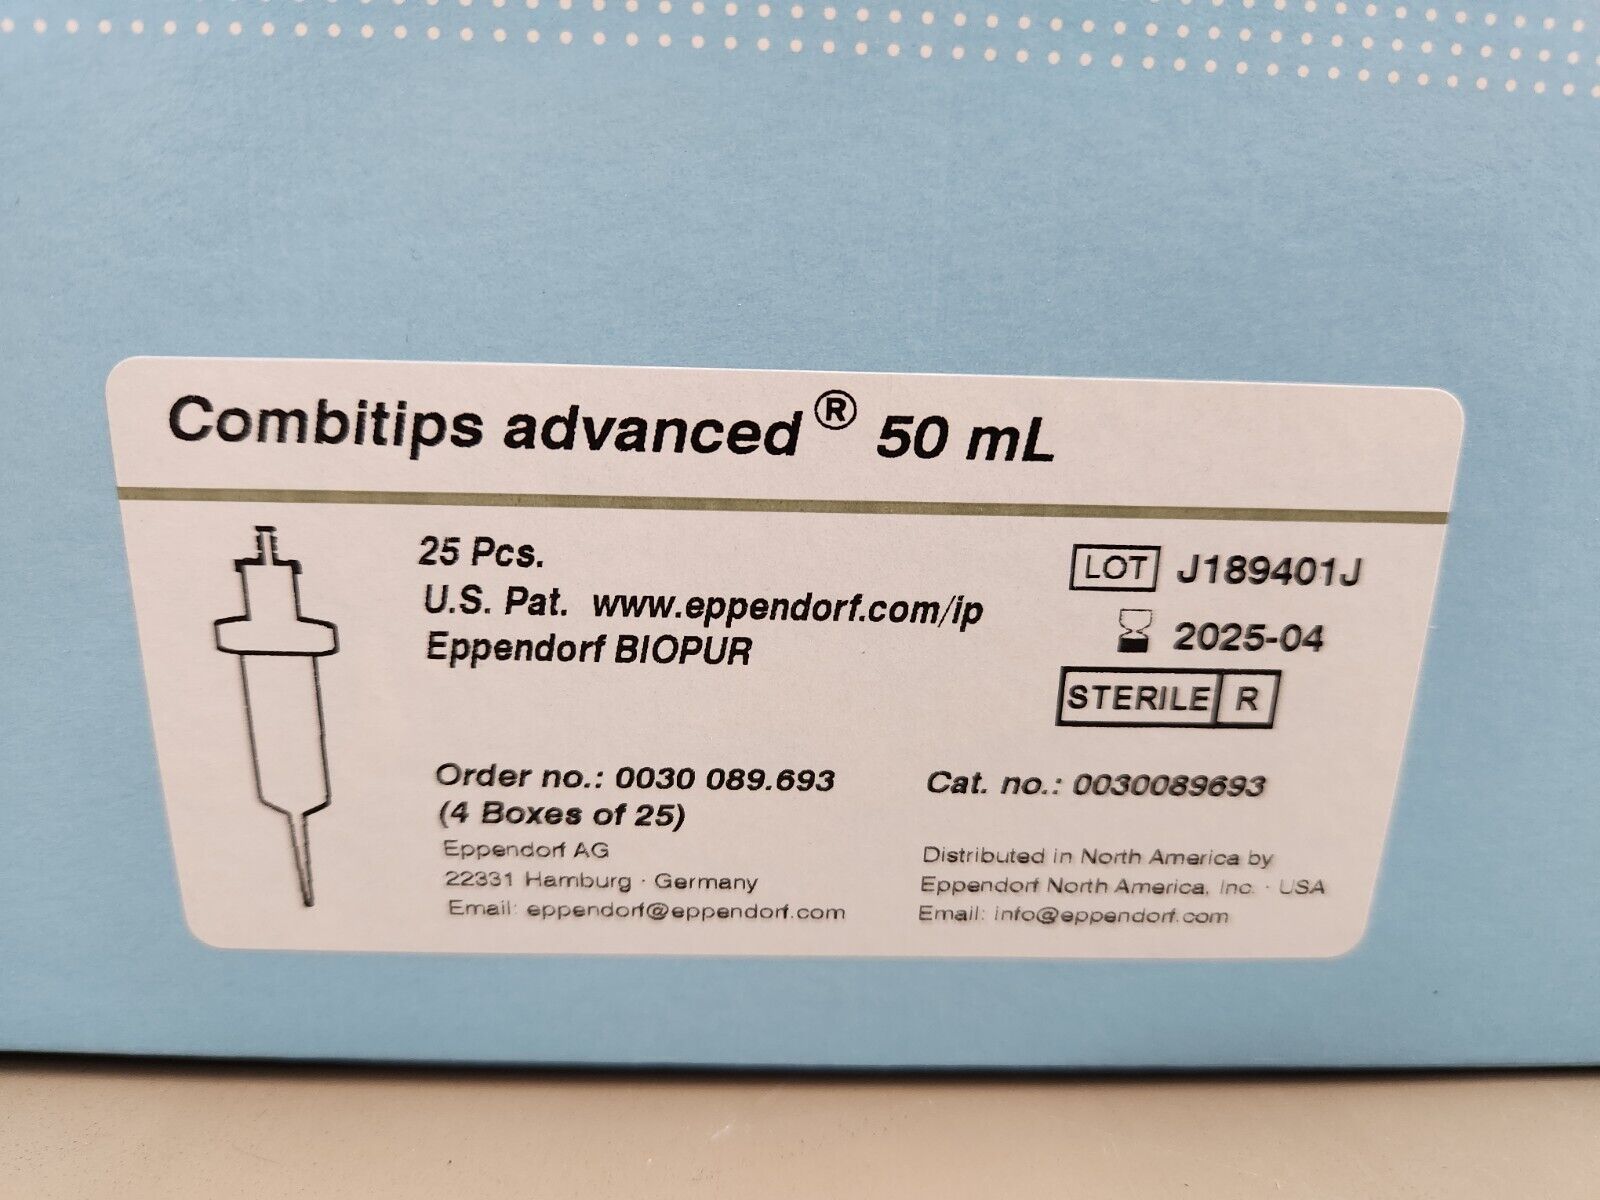 Combitips advanced® 50 mL
25 Pcs.
U.S. Pat. www.eppendorf.com/ip
Eppendorf BIOPUR
LOT J189401J
2025-04
STERILE R
Order no.: 0030 089.693
(4 Boxes of 25)
Cat. no.: 0030089693
Eppendorf AG
22331 Hamburg · Germany
Email: eppendorf@eppendorf.com
Distributed in North America by
Eppendorf North America, Inc. · USA
Email: info@eppendorf.com